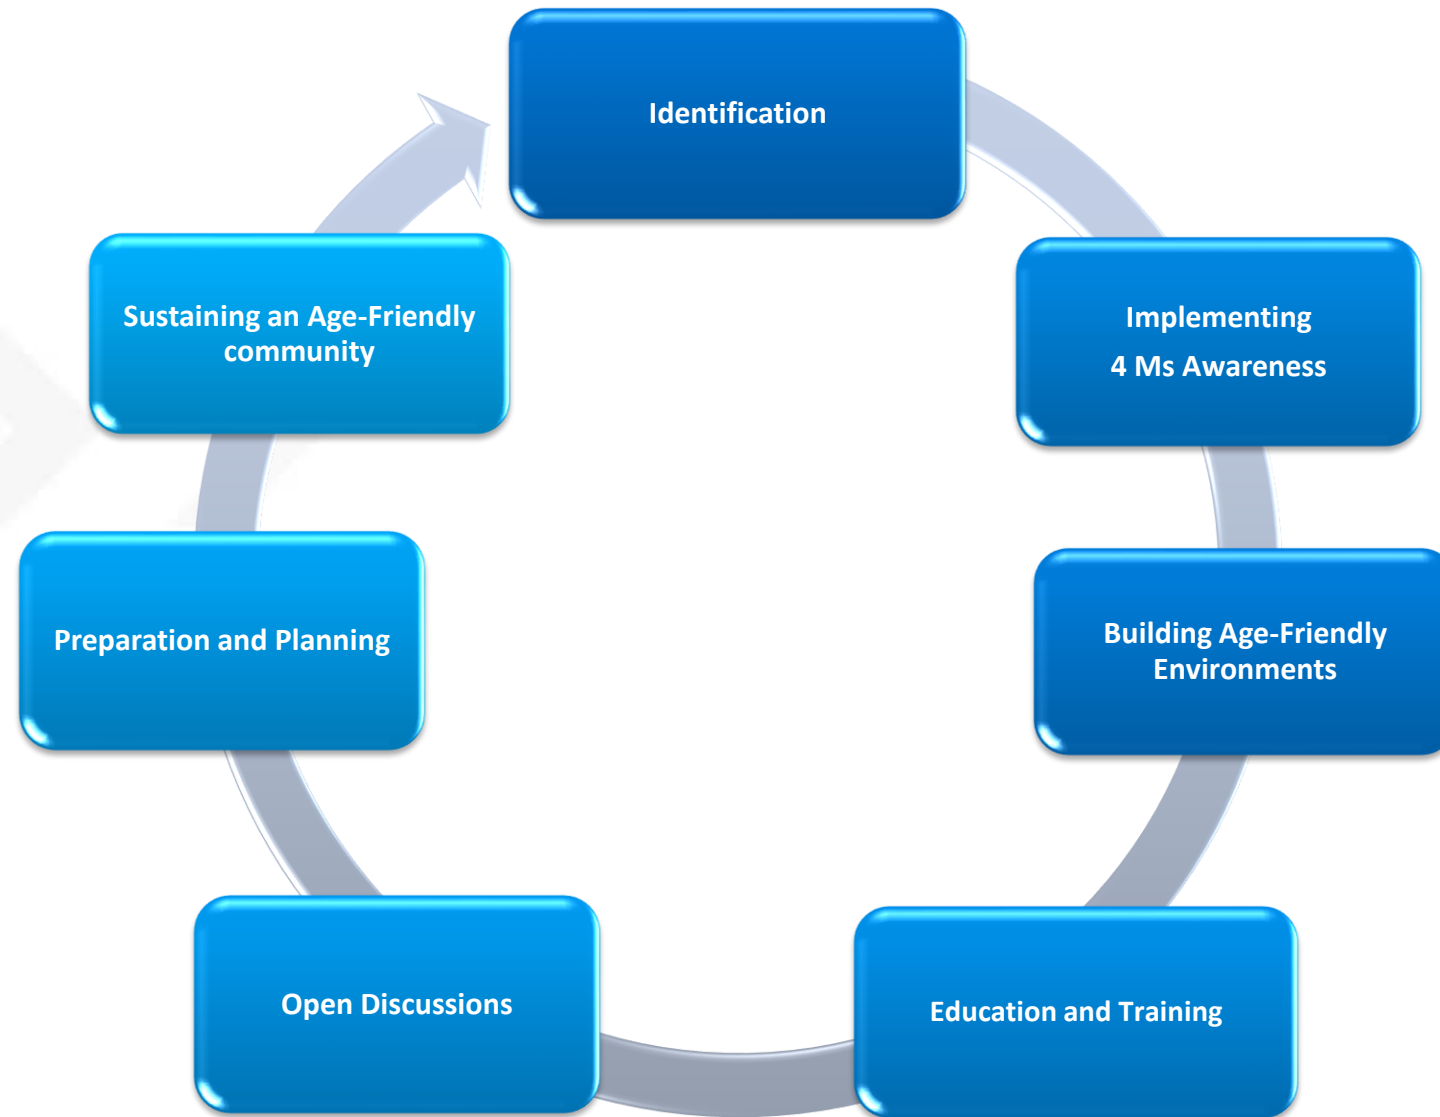 Identification
Implementing
4 Ms Awareness
Building Age-Friendly
Environments
Education and Training
Open Discussions
Preparation and Planning
Sustaining an Age-Friendly
community